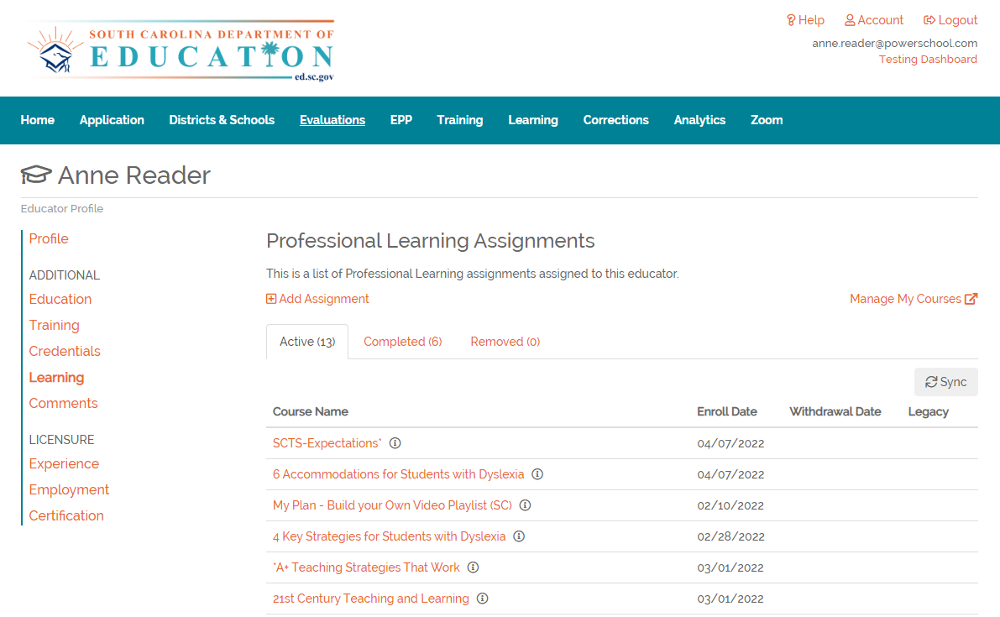 SOUTH CAROLINA DEPARTMENT OF
EDUCATION
ed.sc.gov
Help Account Logout
anne.reader@powerschool.com
Testing Dashboard
Home Application Districts & Schools Evaluations EPP Training Learning Corrections Analytics Zoom
Anne Reader
Educator Profile
Profile
ADDITIONAL
Education
Training
Credentials
Learning
Comments
LICENSURE
Experience
Employment
Certification
Professional Learning Assignments
This is a list of Professional Learning assignments assigned to this educator.
Add Assignment Manage My Courses
Active (13) Completed (6) Removed (0)
Sync
Course Name Enroll Date Withdrawal Date Legacy
SCTS-Expectations* 04/07/2022
6 Accommodations for Students with Dyslexia 04/07/2022
My Plan - Build your Own Video Playlist (SC) 02/10/2022
4 Key Strategies for Students with Dyslexia 02/28/2022
*A+ Teaching Strategies That Work 03/01/2022
21st Century Teaching and Learning 03/01/2022